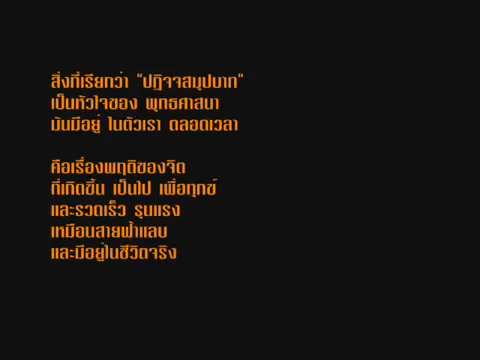 สิ่งที่เรียกว่า "ปฏิจจสมุปบาท"
เป็นหัวใจของ พุทธศาสนา
มันมีอยู่ ในตัวเรา ตลอดเวลา
คือเรื่องพฤติของจิต
ที่เกิดขึ้น เป็นไป เพื่อทุกข์
และรวดเร็ว รุนแรง
เหมือนสายฟ้าแลบ
และมีอยู่ในชีวิตจริง